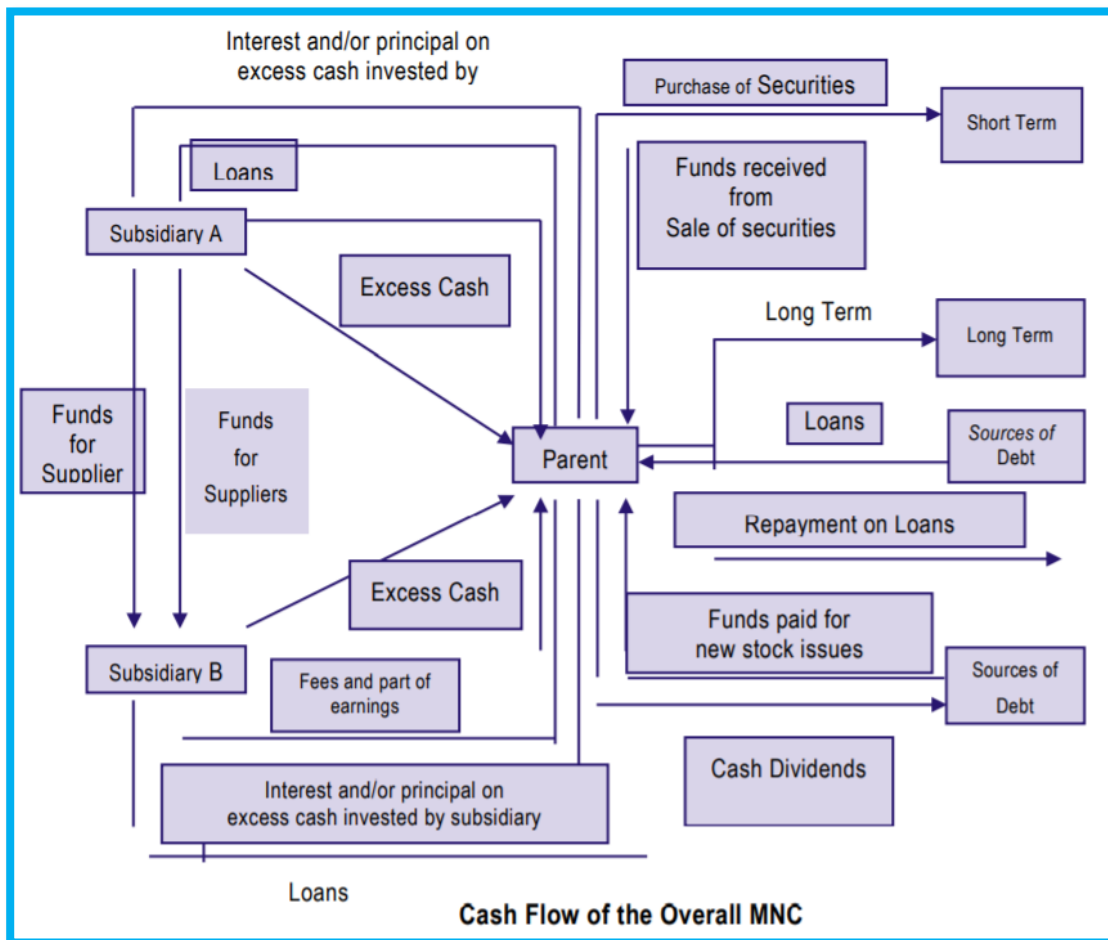 Interest and/or principal on
excess cash invested by
Purchase of Securities
Short Term
Loans
Funds received
from
Sale of securities
Subsidiary A
Excess Cash
Long Term
Long Term
Funds
for
Supplier
Funds
for
Suppliers
Loans
Sources of
Debt
Parent
Repayment on Loans
Excess Cash
Funds paid for
new stock issues
Subsidiary B
Fees and part of
earnings
Sources of
Debt
Cash Dividends
Interest and/or principal on
excess cash invested by subsidiary
Loans
Cash Flow of the Overall MNC